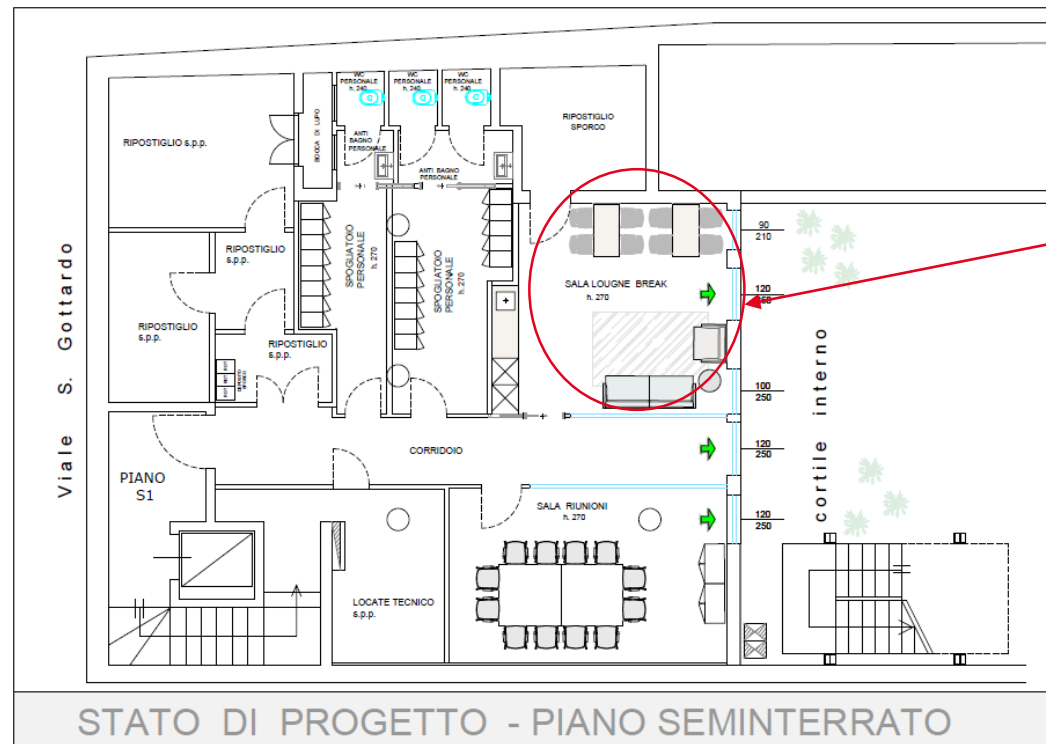 WC
PERSONALE
h. 240
WC
PERSONALE
h. 240
WC
PERSONALE
h. 240
RIPOSTIGLIO s.p.p.
BOCCA DI LUPO
ANTI
BAGNO
PERSONALE
ANTI BAGNO
PERSONALE
RIPOSTIGLIO
SPORCO
Viale S. Gottardo
RIPOSTIGLIO
s.p.p.
SPOGLIATOIO
PERSONALE
h. 270
SPOGLIATOIO
PERSONALE
h. 270
SALA LOUGNE BREAK
h. 270
90
210
120
100
250
120
250
120
250
cortile interno
RIPOSTIGLIO
s.p.p.
RIPOSTIGLIO
s.p.p.
CORRIDOIO
PIANO
S1
SALA RIUNIONI
h. 270
LOCATE TECNICO
s.p.p.
STATO DI PROGETTO - PIANO SEMINTERRATO